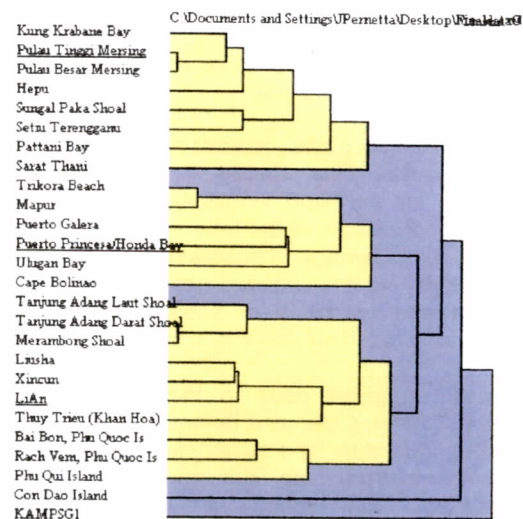 C \Documents and Settings\JPernetta\Desktop\
Kung Krabane Bay
Pulau Tinggi Mersing
Pulau Besar Mersing
Hepu
Sungai Paka Shoal
Setiu Terengganu
Pattani Bay
Sarat Thani
Trikora Beach
Mapur
Puerto Galera
Puerto Princesa/Honda Bay
Ulugan Bay
Cape Bolinao
Tanjung Adang Laut Shoal
Tanjung Adang Darat Shoal
Merambong Shoal
Liusha
Xincun
LiAn
Thuy Trieu (Khan Hoa)
Bai Bon, Phu Quoc Is
Rach Vem, Phu Quoc Is
Phu Qui Island
Con Dao Island
KAMPSG1